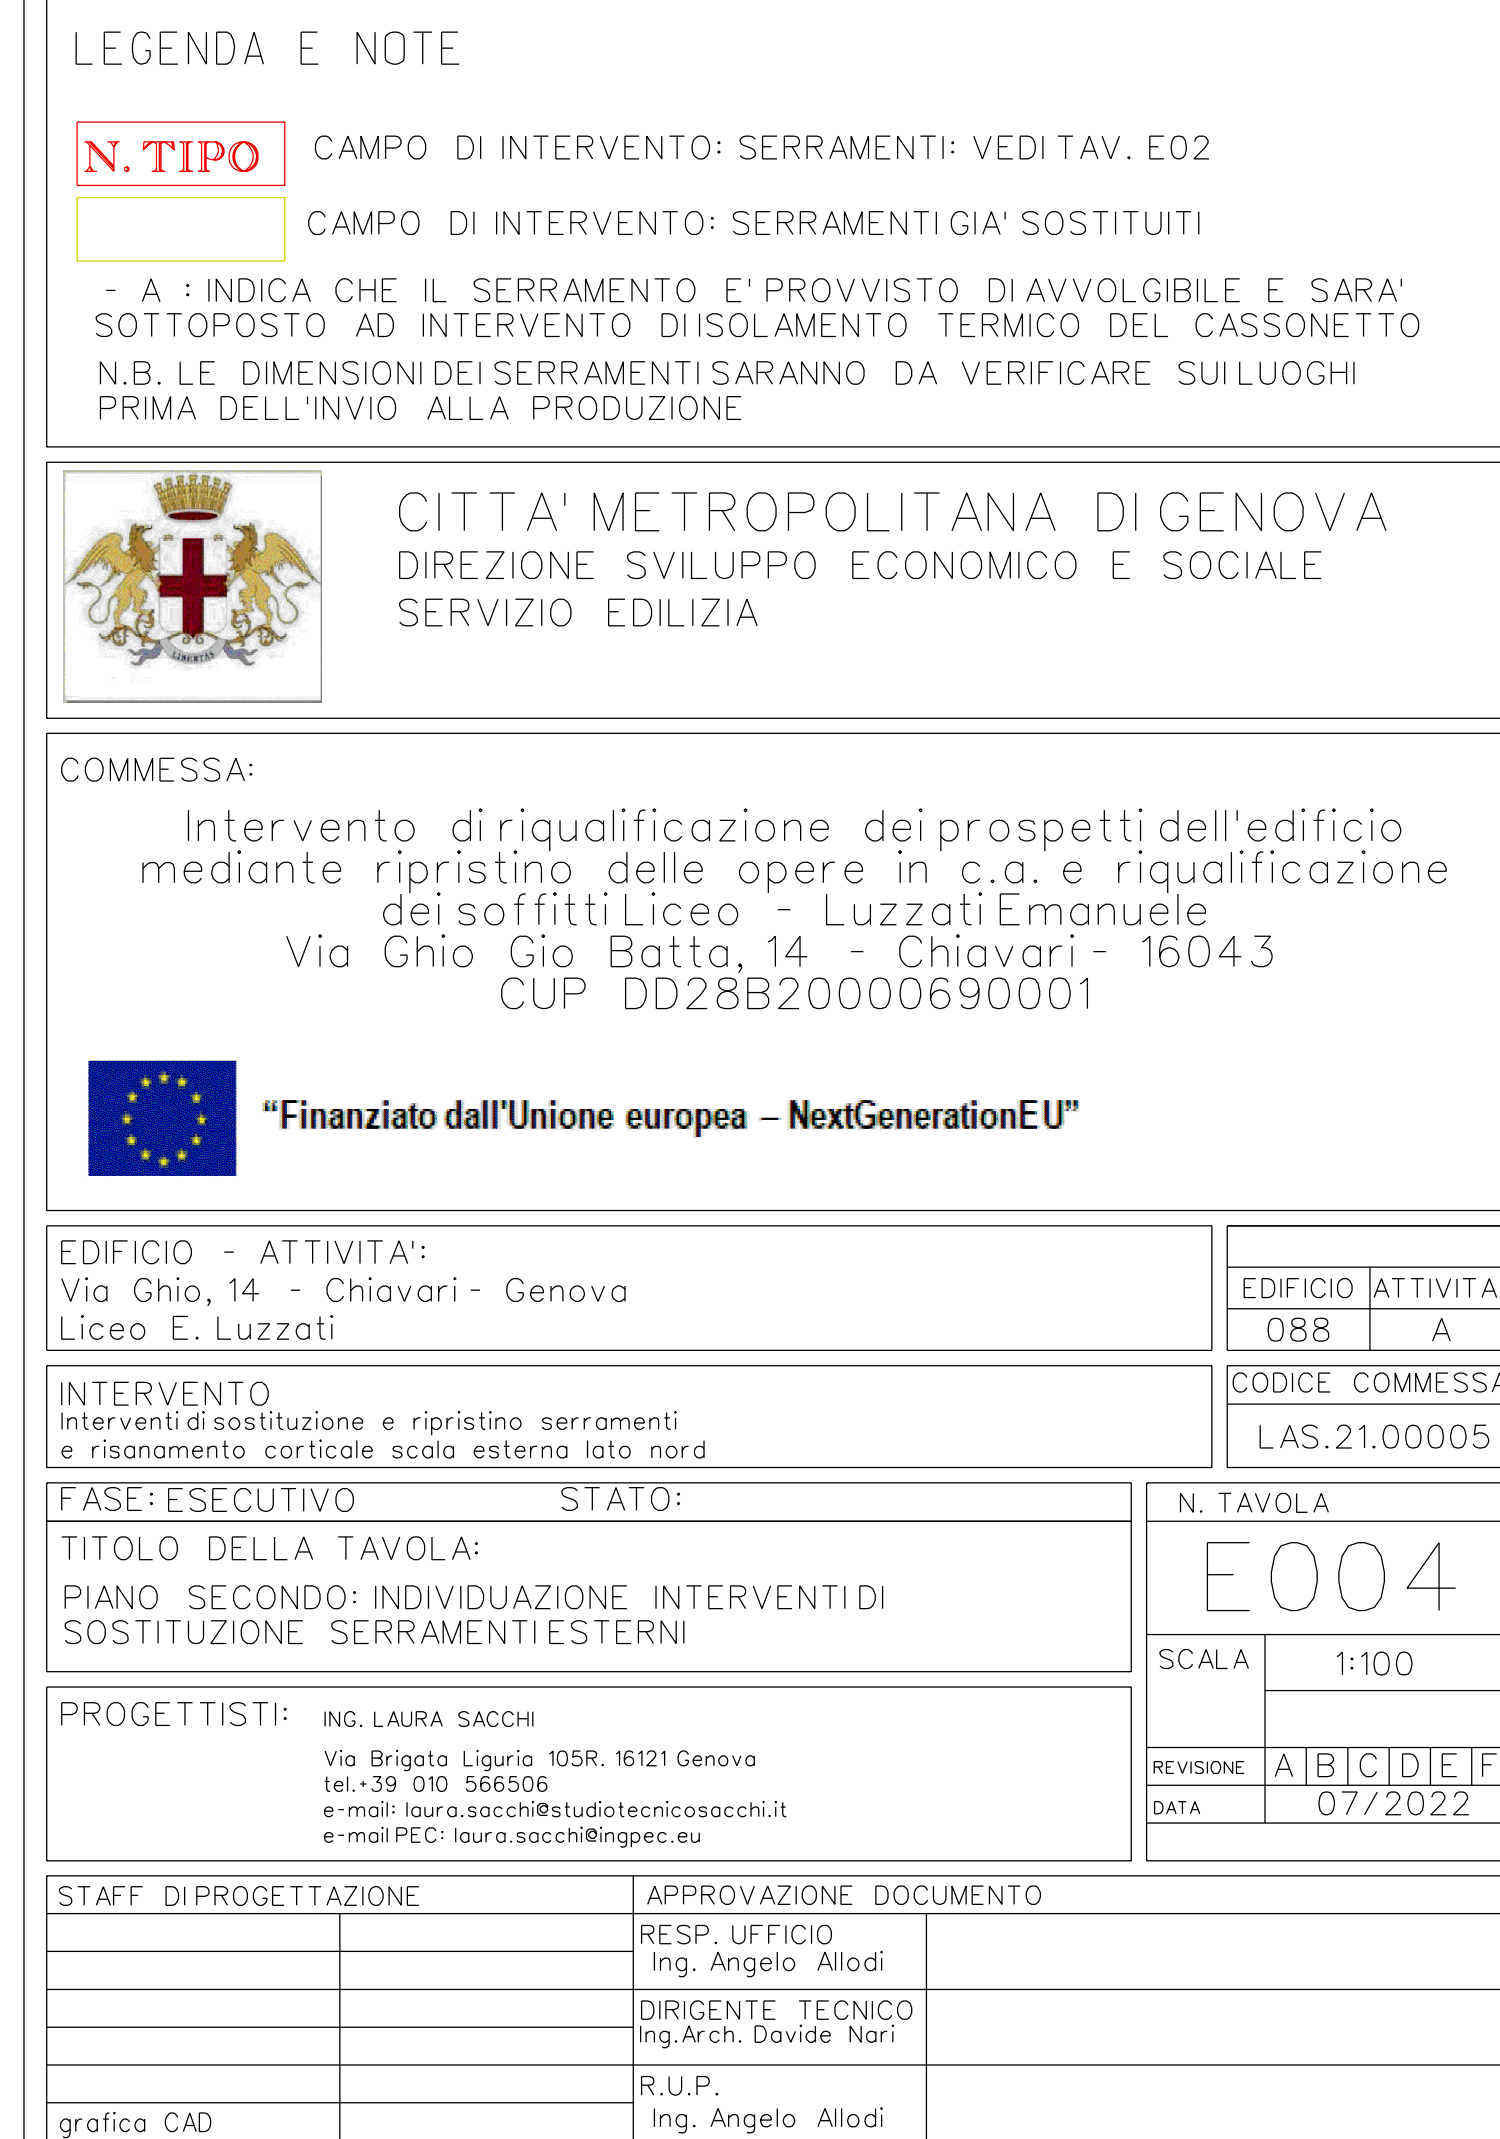 LEGENDA E NOTE
N. TIPO CAMPO DI INTERVENTO: SERRAMENTI: VEDI TAV. E02
CAMPO DI INTERVENTO: SERRAMENTI GIA' SOSTITUITI
- A : INDICA CHE IL SERRAMENTO E' PROVVISTO DI AVVOLGIBILE E SARA'
SOTTOPOSTO AD INTERVENTO DI ISOLAMENTO TERMICO DEL CASSONETTO
N.B. LE DIMENSIONI DEI SERRAMENTI SARANNO DA VERIFICARE SUI LUOGHI
PRIMA DELL'INVIO ALLA PRODUZIONE
LIBERTAS
CITTA' METROPOLITANA DI GENOVA
DIREZIONE SVILUPPO ECONOMICO E SOCIALE
SERVIZIO EDILIZIA
COMMESSA:
Intervento di riqualificazione dei prospetti dell'edificio
mediante ripristino delle opere in c.a. e riqualificazione
dei soffitti Liceo - Luzzati Emanuele
Via Ghio Gio Batta, 14 - Chiavari - 16043
CUP DD28B20000690001
“Finanziato dall'Unione europea – NextGenerationEU”
EDIFICIO - ATTIVITA':
Via Ghio, 14 - Chiavari - Genova
Liceo E. Luzzati
EDIFICIO ATTIVITA
088 A
INTERVENTO
Interventi di sostituzione e ripristino serramenti
e risanamento corticale scala esterna lato nord
CODICE COMMESSA
LAS.21.00005
FASE: ESECUTIVO STATO:
TITOLO DELLA TAVOLA:
PIANO SECONDO: INDIVIDUAZIONE INTERVENTI DI
SOSTITUZIONE SERRAMENTI ESTERNI
N. TAVOLA
E004
SCALA 1:100
REVISIONE A B C D E F
DATA 07/2022
PROGETTISTI: ING. LAURA SACCHI
Via Brigata Liguria 105R. 16121 Genova
tel.+39 010 566506
e-mail: laura.sacchi@studiotecnicosacchi.it
e-mail PEC: laura.sacchi@ingpec.eu
STAFF DI PROGETTAZIONE
grafica CAD
APPROVAZIONE DOCUMENTO
RESP. UFFICIO
Ing. Angelo Allodi
DIRIGENTE TECNICO
Ing.Arch. Davide Nari
R.U.P.
Ing. Angelo Allodi